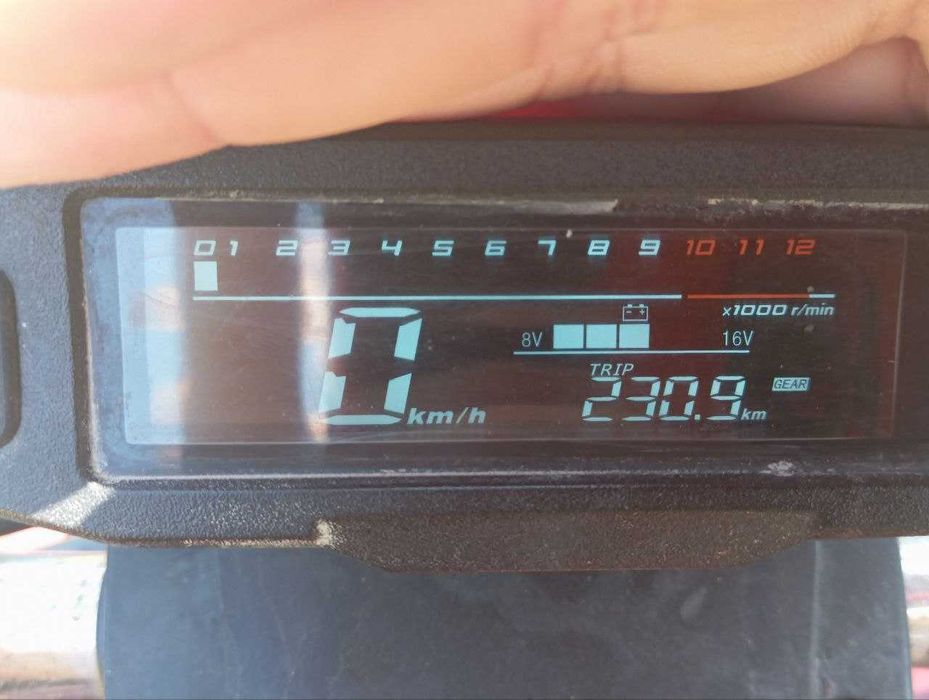 0 1 2 3 4 5 6 7 8 9 10 11 12
x1000 r/min
8V - + 16V
0 km/h
TRIP
230.9 km
GEAR